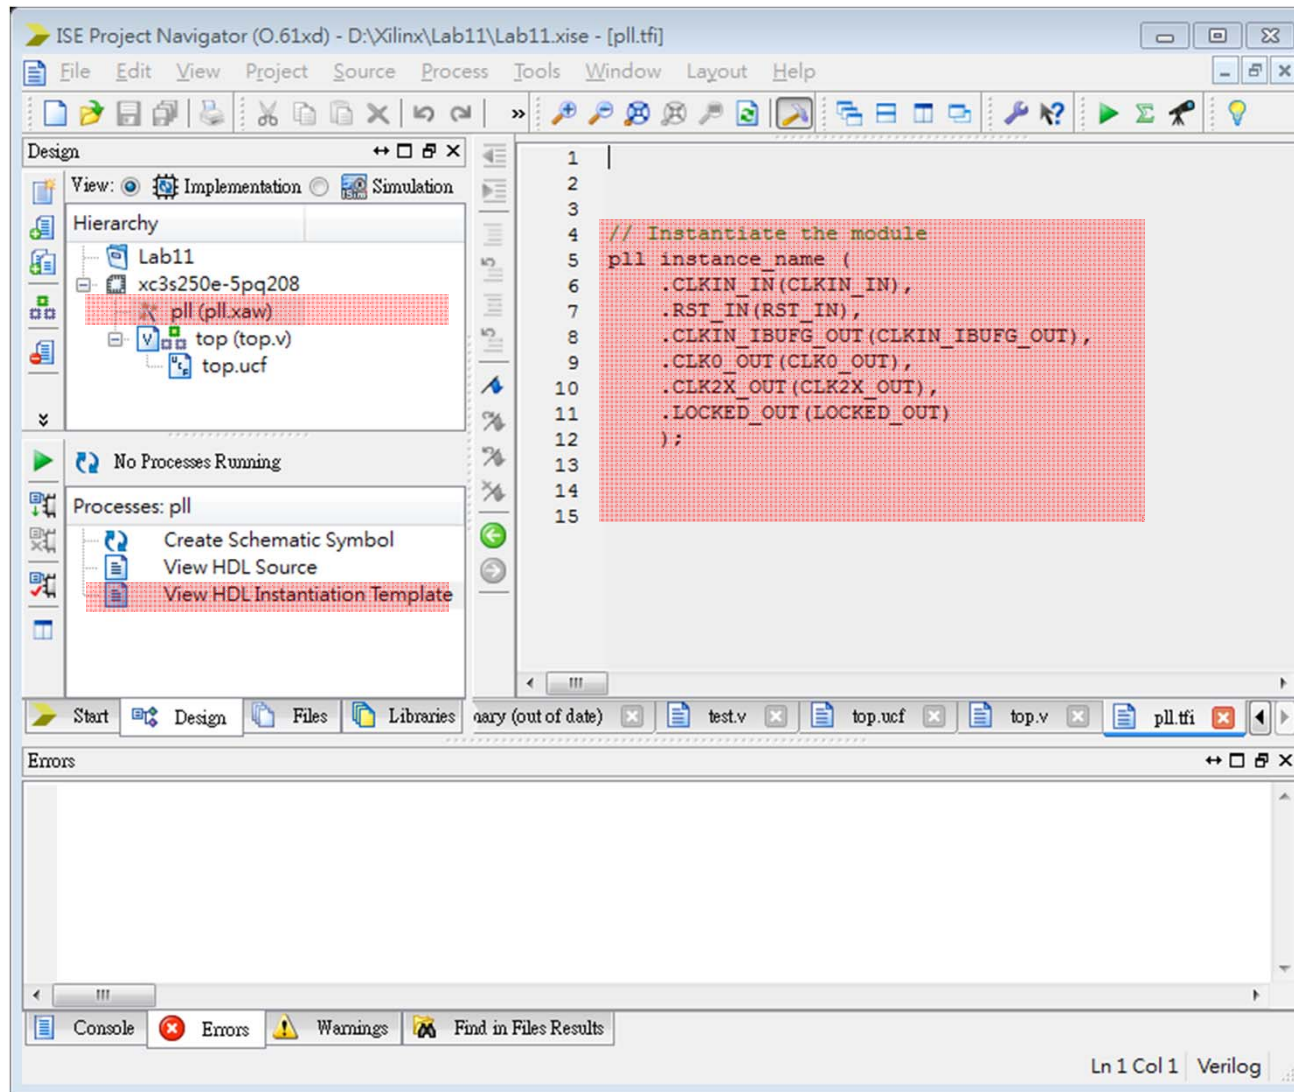 ISE Project Navigator (O.61xd) - D:\Xilinx\Lab11\Lab11.xise - [pll.tfi]
File Edit View Project Source Process Tools Window Layout Help
»
Design
View: Implementation Simulation
Hierarchy
Lab11
xc3s250e-5pq208
pll (pll.xaw)
top (top.v)
top.ucf
No Processes Running
Processes: pll
Create Schematic Symbol
View HDL Source
View HDL Instantiation Template
1
2
3
4 // Instantiate the module
5 pll instance_name (
6 .CLKIN_IN(CLKIN_IN),
7 .RST_IN(RST_IN),
8 .CLKIN_IBUFG_OUT(CLKIN_IBUFG_OUT),
9 .CLK0_OUT(CLK0_OUT),
10 .CLK2X_OUT(CLK2X_OUT),
11 .LOCKED_OUT(LOCKED_OUT)
12 );
13
14
15
Start Design Files Libraries (out of date) test.v top.ucf top.v pll.tfi
Errors
Console Errors Warnings Find in Files Results
Ln 1 Col 1 Verilog